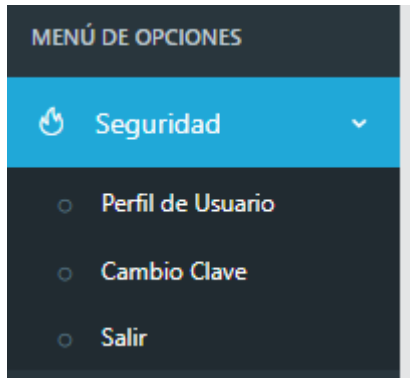 MENÚ DE OPCIONES
Seguridad
Perfil de Usuario
Cambio Clave
Salir